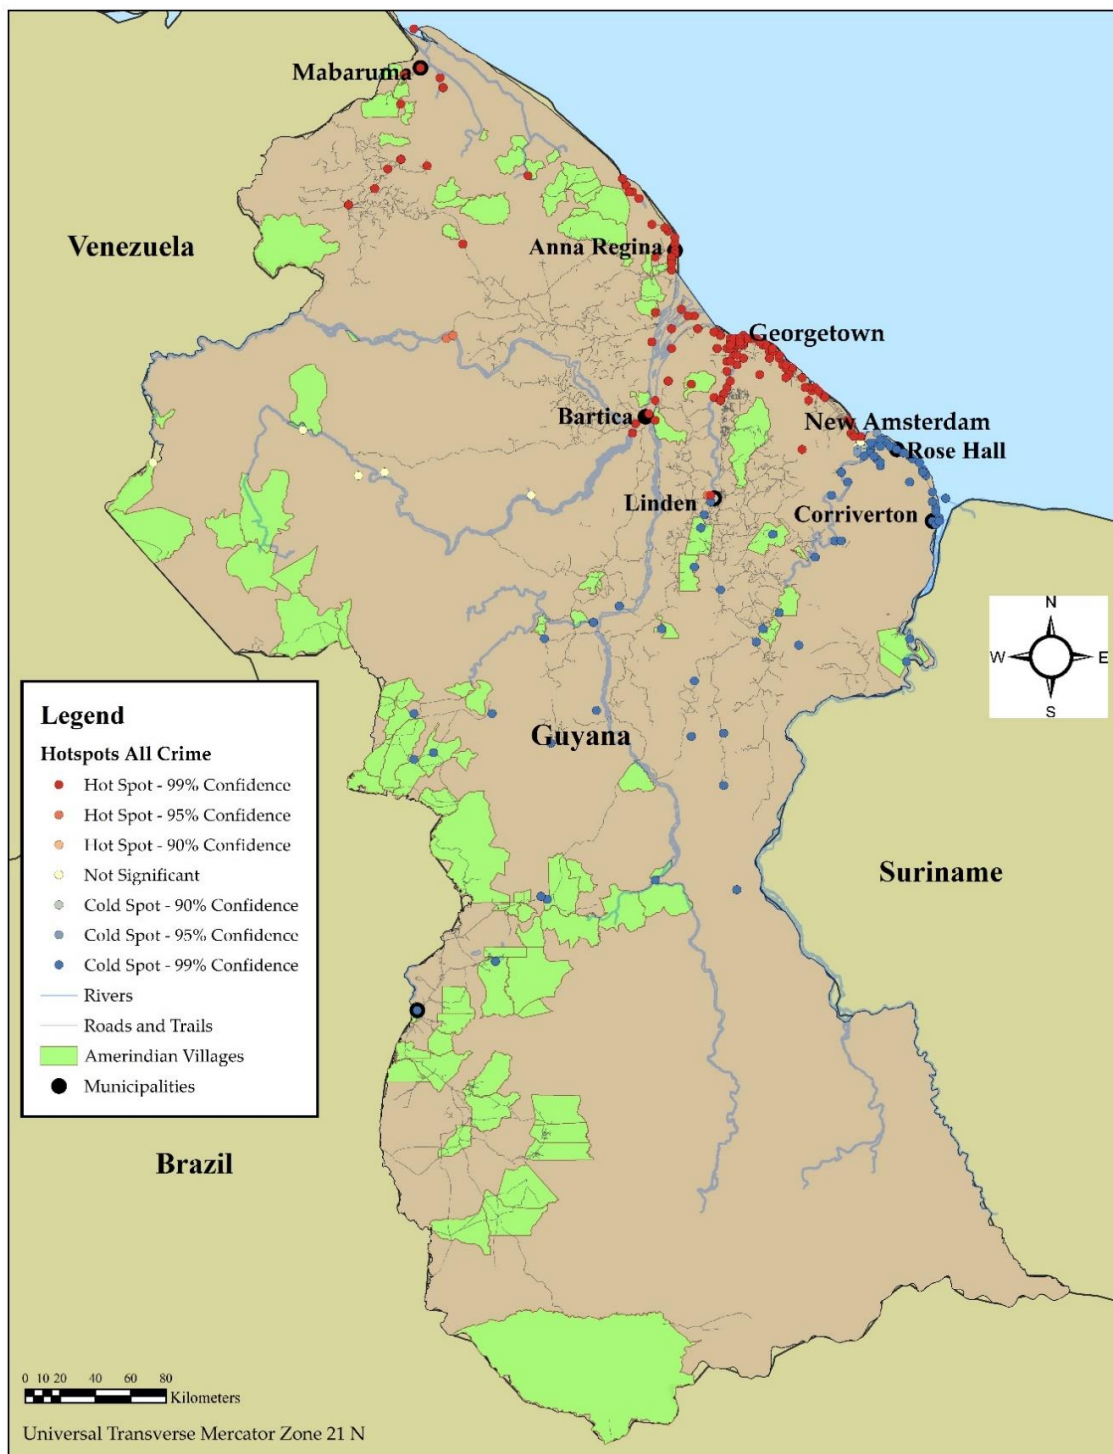 Mabaruma
Venezuela
Anna Regina
Georgetown
Bartica
New Amsterdam
Rose Hall
Linden
Corriverton
N
W E
S
Guyana
Suriname
Legend
Hotspots All Crime
Hot Spot - 99% Confidence
Hot Spot - 95% Confidence
Hot Spot - 90% Confidence
Not Significant
Cold Spot - 90% Confidence
Cold Spot - 95% Confidence
Cold Spot - 99% Confidence
Rivers
Roads and Trails
Amerindian Villages
Municipalities
Brazil
0 10 20 40 60 80
Kilometers
Universal Transverse Mercator Zone 21 N